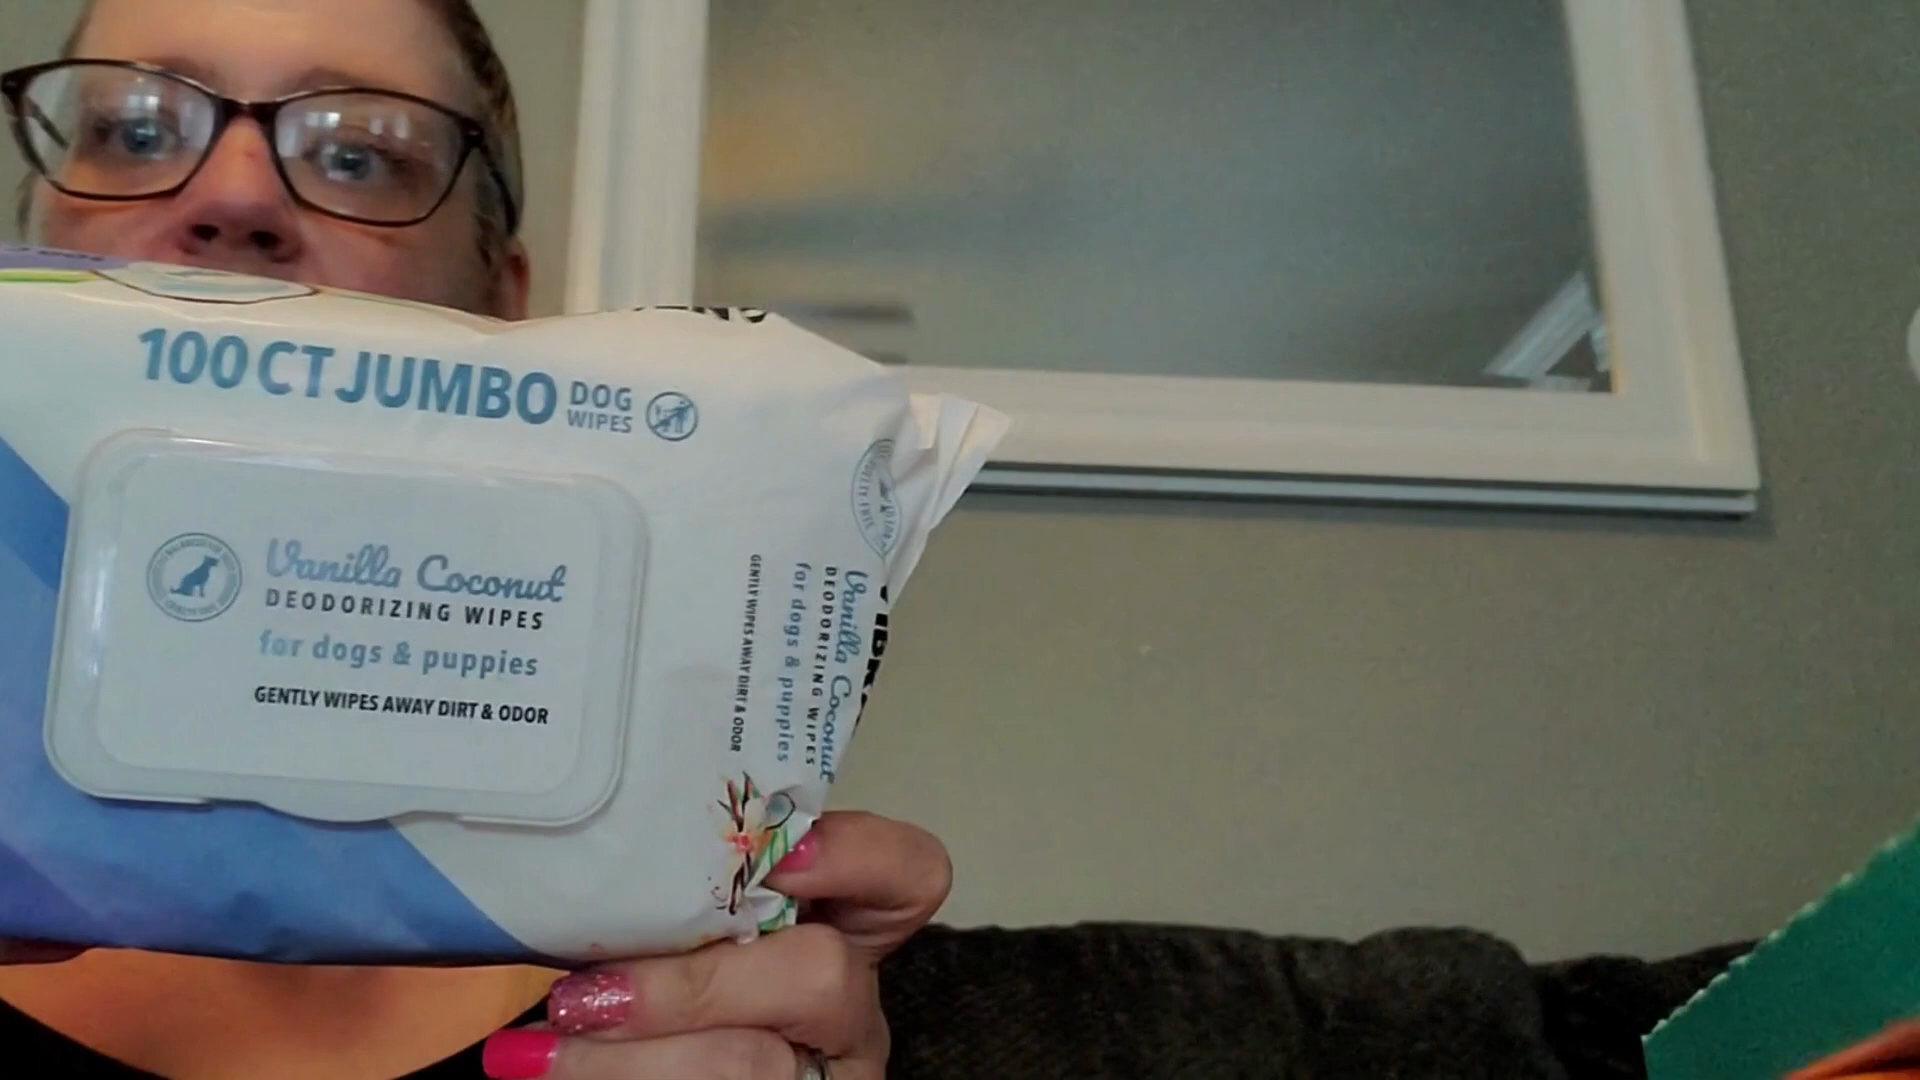 100 CT JUMBO DOG
WIPES
Vanilla Coconut
DEODORIZING WIPES
for dogs & puppies
GENTLY WIPES AWAY DIRT & ODOR
Vanilla Coconut
DEODORIZING WIPES
for dogs & puppies
GENTLY WIPES AWAY DIRT & ODOR